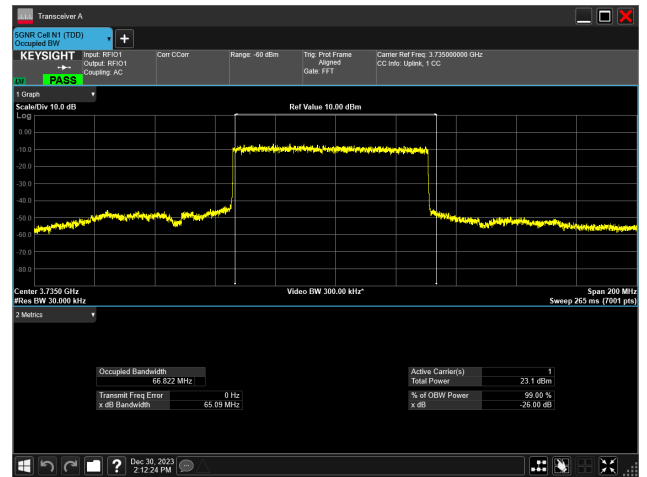 Transceiver A
5GNR Cell N1 (TDD)
Occupied BW
KEYSIGHT
LNI
PASS
Input: RFIO1
Output: RFIO1
Coupling: AC
Corr CCorr
Range: -60 dBm
Trig: Prot Frame
Aligned
Gate: FFT
Carrier Ref Freq: 3.735000000 GHz
CC Info: Uplink, 1 CC
1 Graph
Scale/Div 10.0 dB
Ref Value 10.00 dBm
Log
0.00
-10.0
-20.0
-30.0
-40.0
-50.0
-60.0
-70.0
-80.0
Center 3.7350 GHz
Video BW 300.00 kHz*
Span 200 MHz
#Res BW 30.000 kHz
Sweep 265 ms (7001 pts)
2 Metrics
Occupied Bandwidth
66.822 MHz
Transmit Freq Error 0 Hz
x dB Bandwidth 65.09 MHz
Active Carrier(s) 1
Total Power 23.1 dBm
% of OBW Power 99.00 %
x dB -26.00 dB
Dec 30, 2023
2:12:24 PM